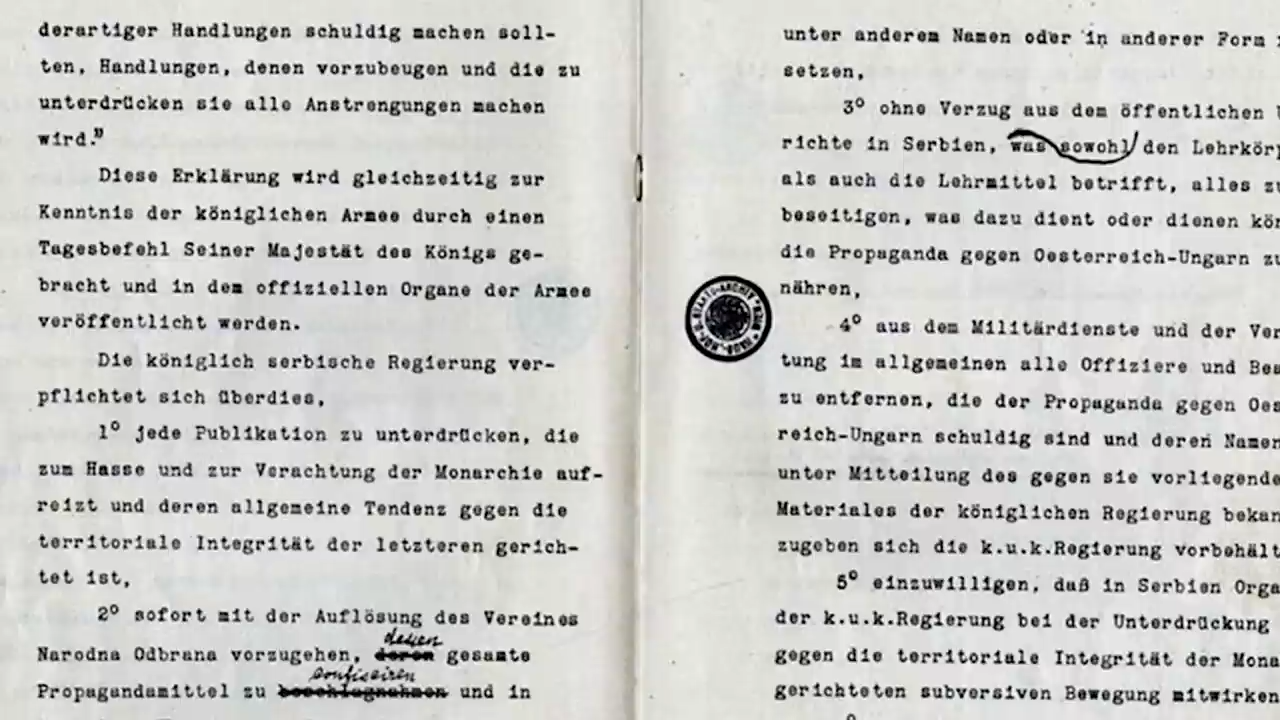 derartiger Handlungen schuldig machen soll-
ten, Handlungen, denen vorzubeugen und die zu
unterdrücken sie alle Anstrengungen machen
wird."
Diese Erklärung wird gleichzeitig zur
Kenntnis der königlichen Armee durch einen
Tagesbefehl Seiner Majestät des Königs ge-
bracht und in dem offiziellen Organe der Armee
veröffentlicht werden.
Die königlich serbische Regierung ver-
pflichtet sich überdies,
1° jede Publikation zu unterdrücken, die
zum Hasse und zur Verachtung der Monarchie auf-
reizt und deren allgemeine Tendenz gegen die
territoriale Integrität der letzteren gerich-
tet ist,
2° sofort mit der Auflösung des Vereines
dessen
Narodna Odbrana vorzugehen, deren gesamte
konfisziren
Propagandamittel zu beschlagnahmen und in
unter anderem Namen oder in anderer Form
setzen,
3° ohne Verzug aus dem öffentlichen
richte in Serbien, was sowohl den Lehrkörp
als auch die Lehrmittel betrifft, alles zu
beseitigen, was dazu dient oder dienen kön
die Propaganda gegen Oesterreich-Ungarn zu
nähren,
4° aus dem Militärdienste und der Ver
tung im allgemeinen alle Offiziere und Bea
zu entfernen, die der Propaganda gegen Oes
reich-Ungarn schuldig sind und deren Namen
unter Mitteilung des gegen sie vorliegende
Materiales der königlichen Regierung bekan
zugeben sich die k.u.k.Regierung vorbehält
5° einzuwilligen, daß in Serbien Orga
der k.u.k.Regierung bei der Unterdrückung
gegen die territoriale Integrität der Mona
gerichteten subversiven Bewegung mitwirken